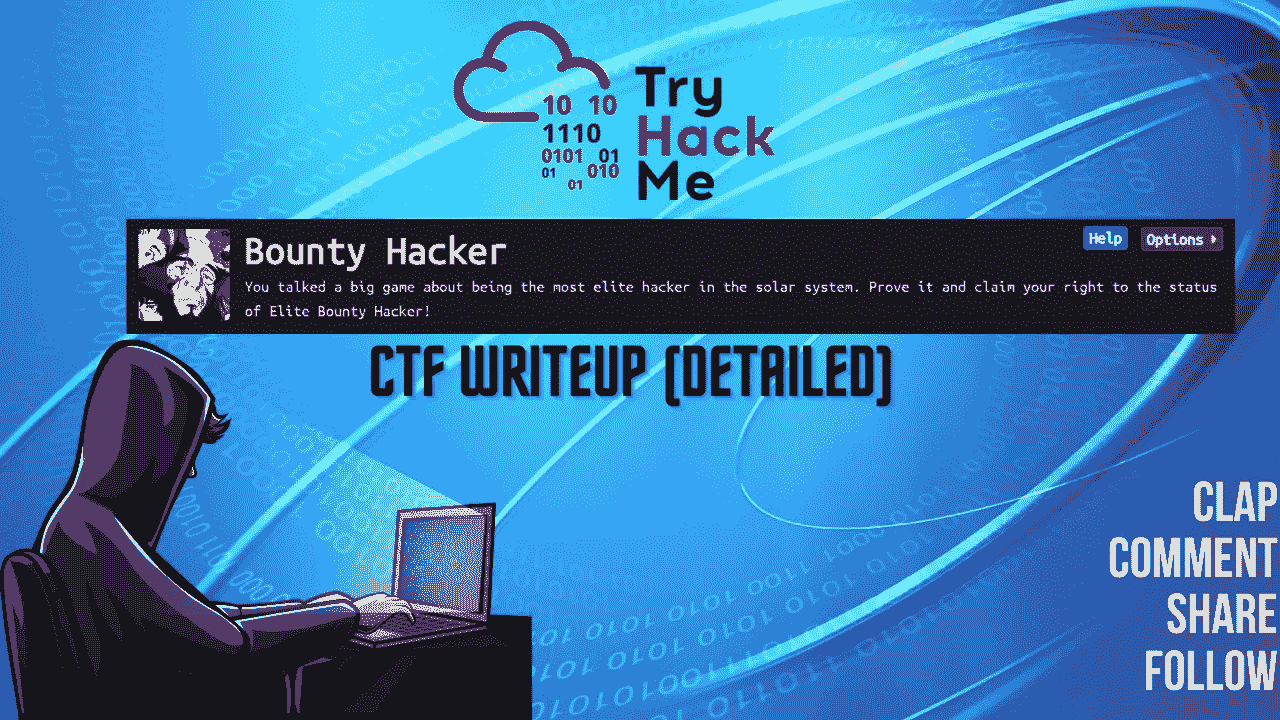 Try
Hack
Me
10 10
1110
0101 01
01 010
01
Bounty Hacker
Help
Options
You talked a big game about being the most elite hacker in the solar system. Prove it and claim your right to the status
of Elite Bounty Hacker!
CTF WRITEUP (DETAILED)
CLAP
COMMENT
SHARE
FOLLOW